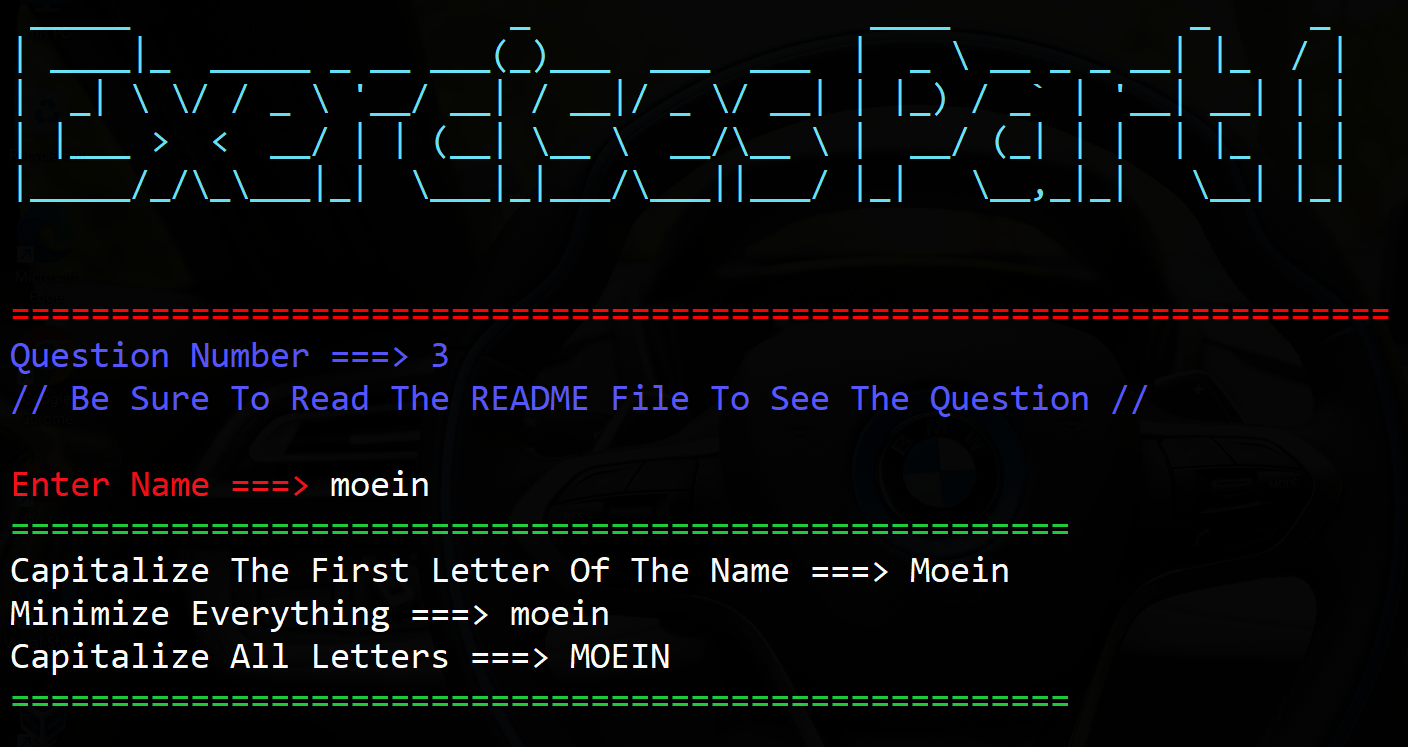 Exercises Part 1
==========================================================================
Question Number ===> 3
// Be Sure To Read The README File To See The Question //
Enter Name ===> moein
=====================================================
Capitalize The First Letter Of The Name ===> Moein
Minimize Everything ===> moein
Capitalize All Letters ===> MOEIN
=====================================================